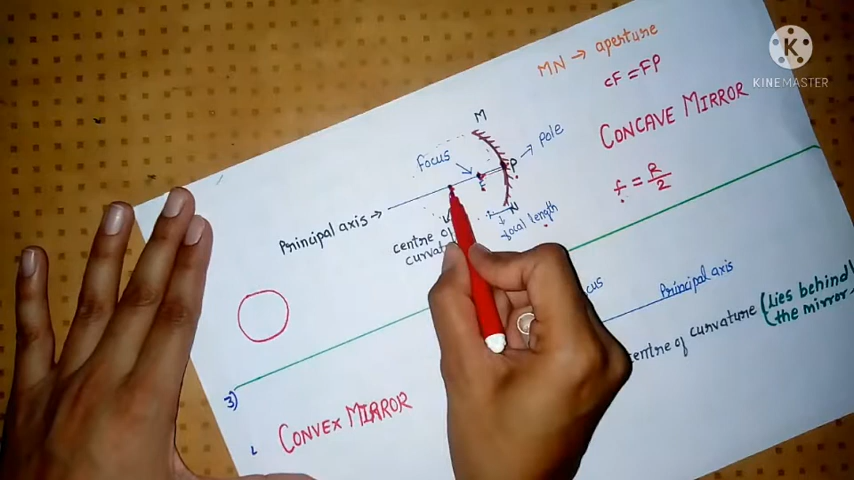 MN → aperture
CF = FP
CONCAVE MIRROR
f = R/2
M
Pole
Focus
P
F
N
focal length
Principal axis →
centre of
Principal axis
centre of curvature (Lies behind
the mirror
3)
CONVEX MIRROR
K
KINEMASTER